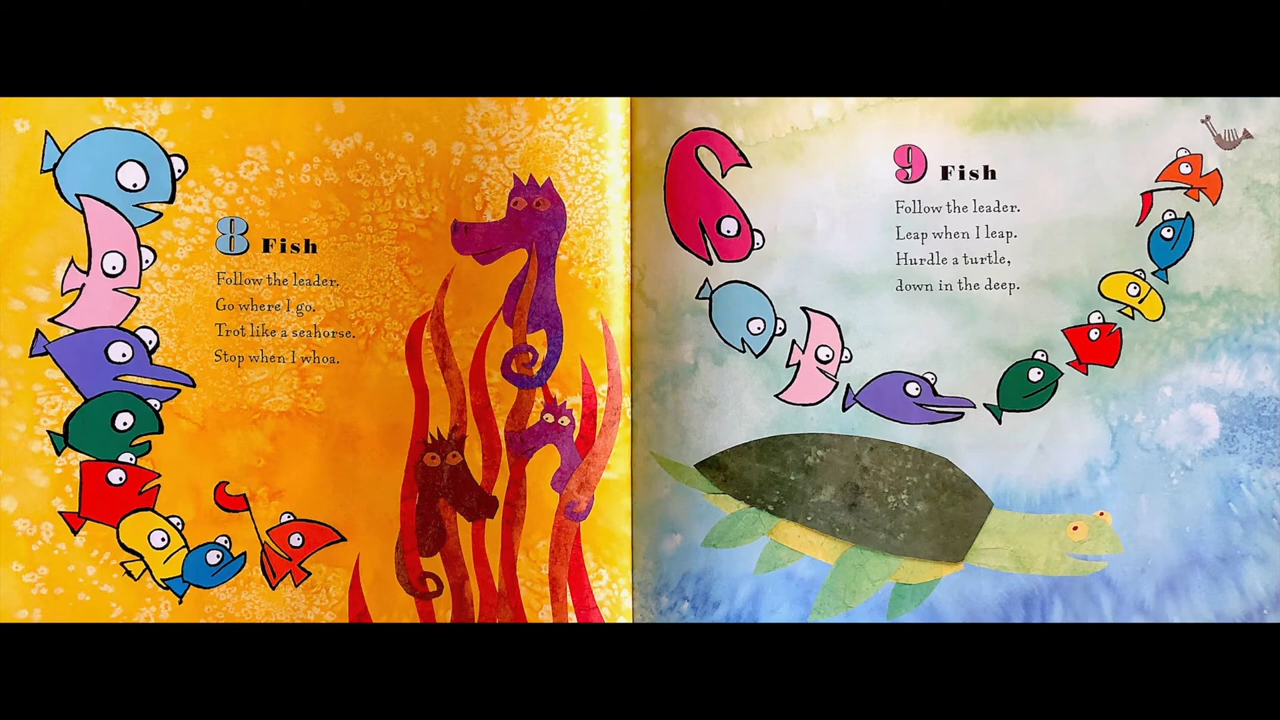 8 Fish
Follow the leader.
Go where I go.
Trot like a seahorse.
Stop when I whoa.
9 Fish
Follow the leader.
Leap when I leap.
Hurdle a turtle,
down in the deep.